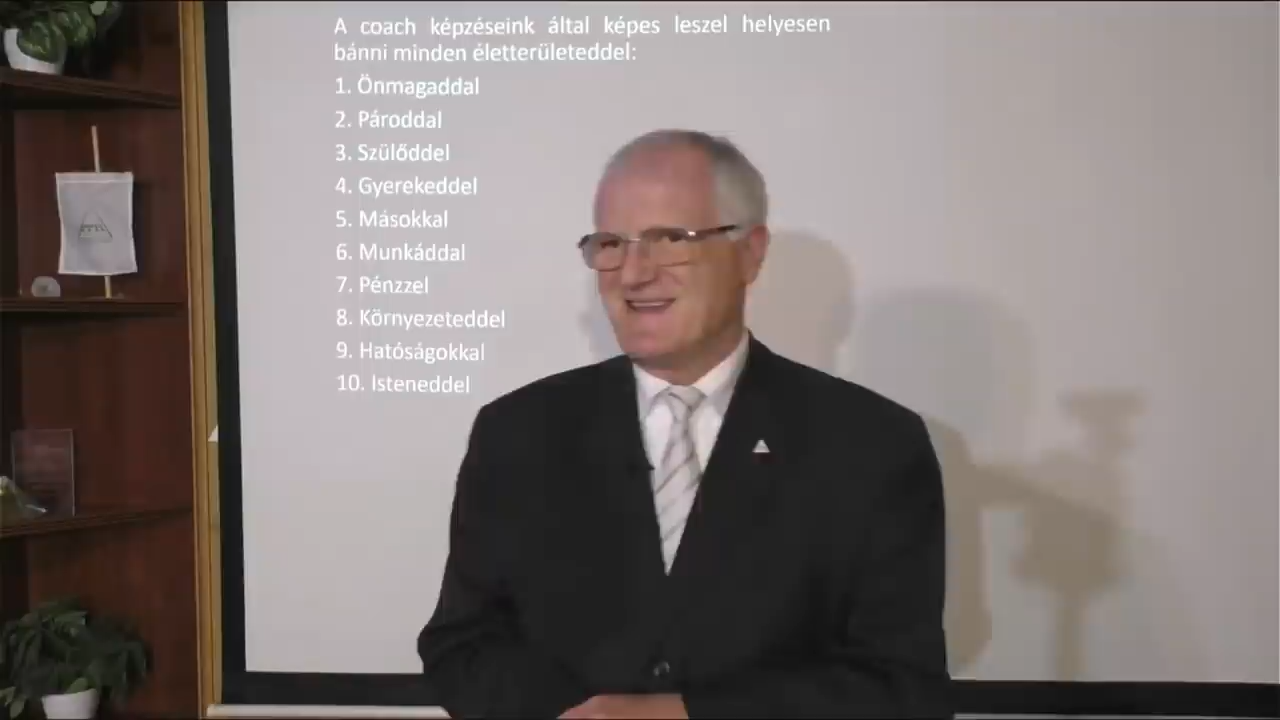 A coach képzéseink által képes leszel helyesen
bánni minden életterületeddel:
1. Önmagaddal
2. Pároddal
3. Szülőddel
4. Gyerekeddel
5. Másokkal
6. Munkáddal
7. Pénzzel
8. Környezeteddel
9. Hatóságokkal
10. Isteneddel